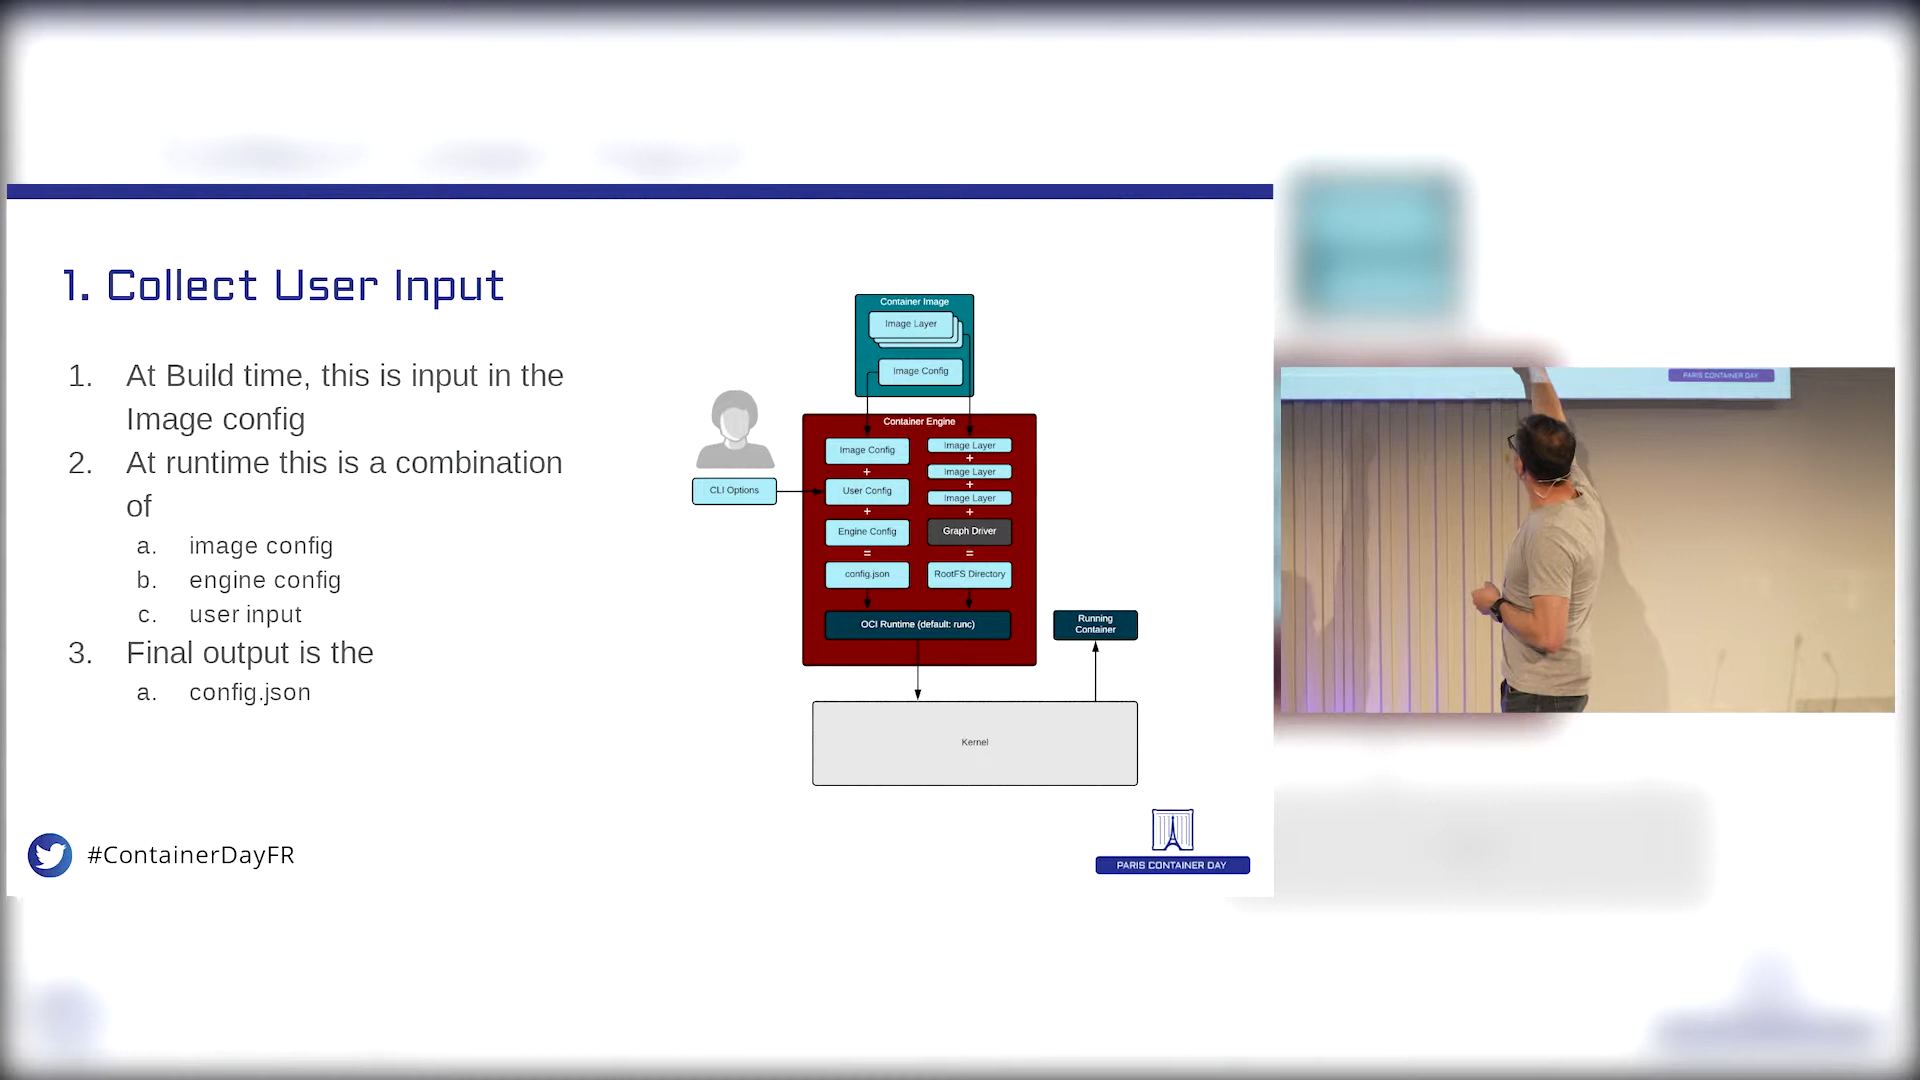 1. Collect User Input
1. At Build time, this is input in the
Image config
2. At runtime this is a combination
of
a. image config
b. engine config
c. user input
3. Final output is the
a. config.json
Container Image
Image Layer
Image Config
CLI Options
Container Engine
Image Config
+
User Config
+
Engine Config
=
config.json
Image Layer
+
Image Layer
+
Image Layer
+
Graph Driver
=
RootFS Directory
OCI Runtime (default: runc)
Running
Container
Kernel
#ContainerDayFR
PARIS CONTAINER DAY
PARIS CONTAINER DAY